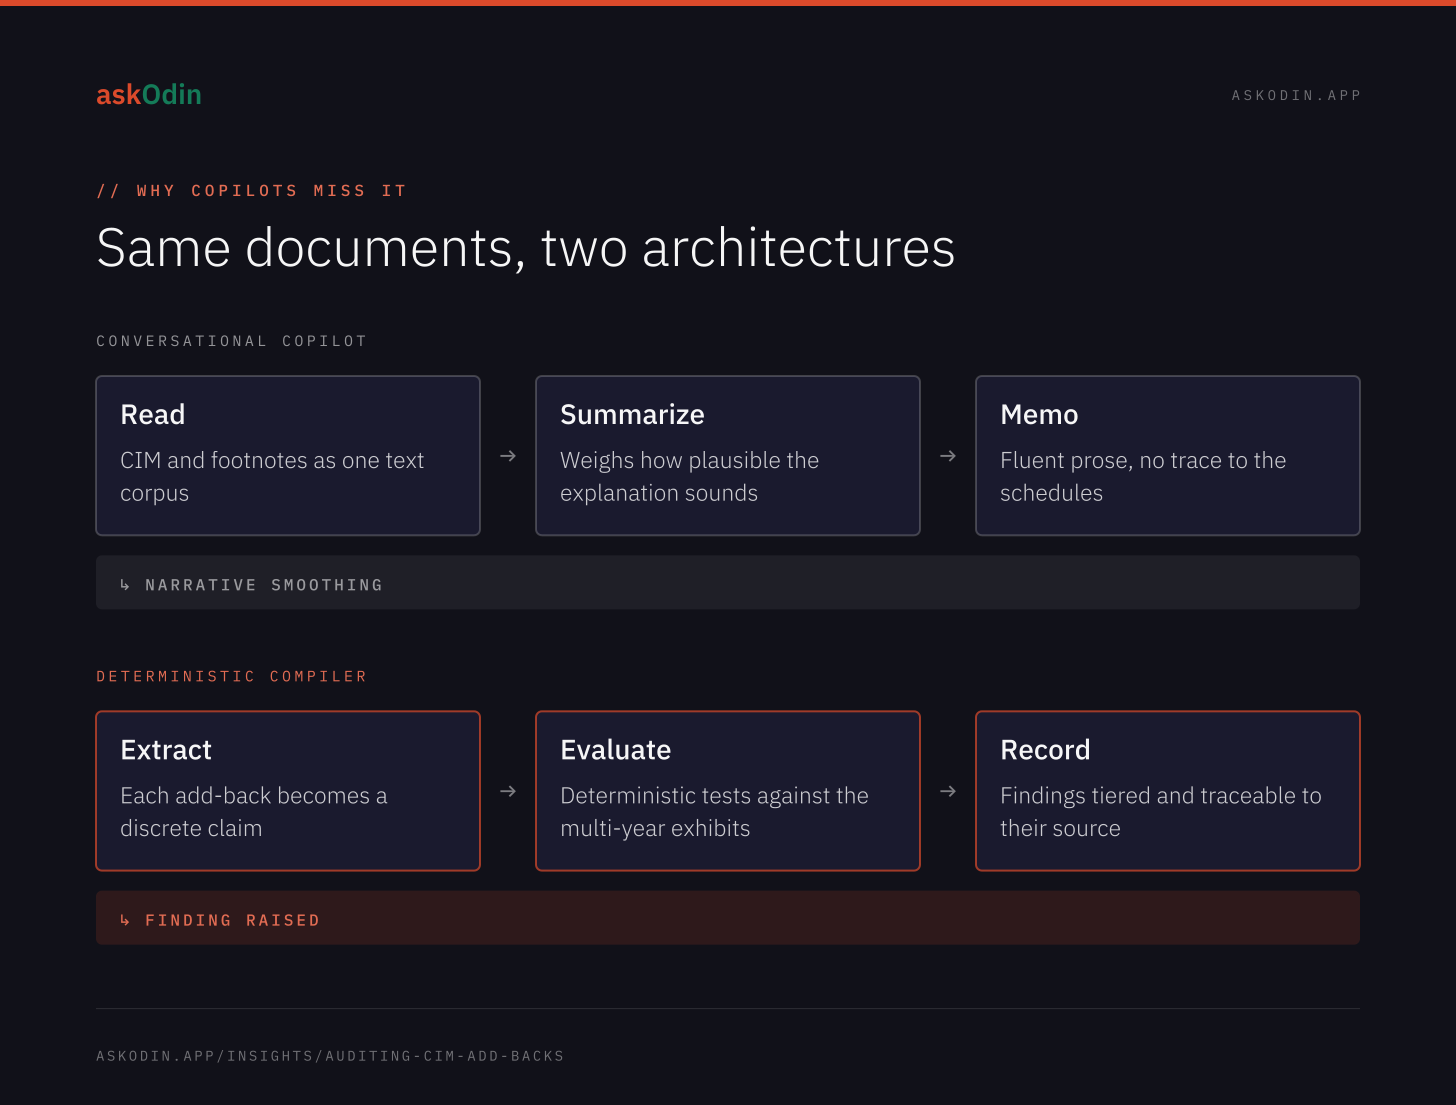 askOdin
ASKODIN.APP
// WHY COPILOTS MISS IT
Same documents, two architectures
CONVERSATIONAL COPILOT
Read
CIM and footnotes as one text
corpus
→
Summarize
Weighs how plausible the
explanation sounds
→
Memo
Fluent prose, no trace to the
schedules
↳ NARRATIVE SMOOTHING
DETERMINISTIC COMPILER
Extract
Each add-back becomes a
discrete claim
→
Evaluate
Deterministic tests against the
multi-year exhibits
→
Record
Findings tiered and traceable to
their source
↳ FINDING RAISED
ASKODIN.APP/INSIGHTS/AUDITING-CIM-ADD-BACKS